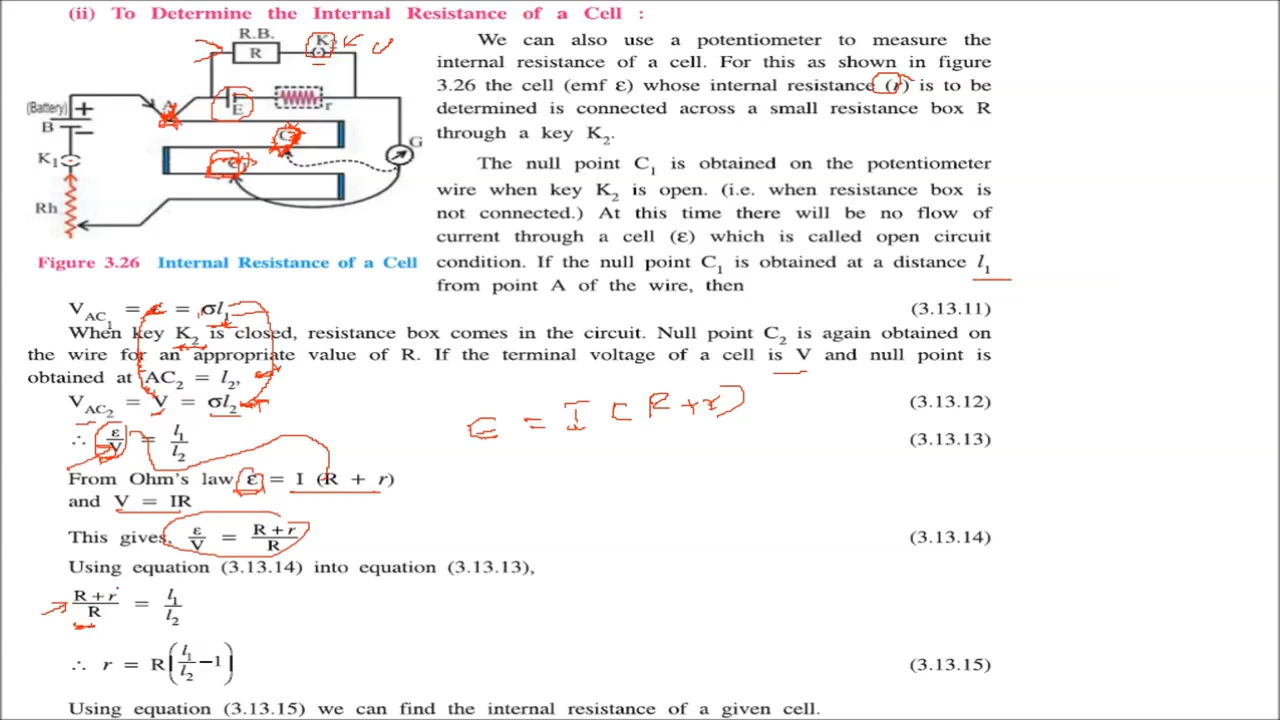 (ii) To Determine the Internal Resistance of a Cell :
R.B.
R
K₂
We can also use a potentiometer to measure the
internal resistance of a cell. For this as shown in figure
3.26 the cell (emf ε) whose internal resistance (r) is to be
determined is connected across a small resistance box R
through a key K₂.
(Battery)
+
B
E
r
A
C
G
K₁
Rh
The null point C₁ is obtained on the potentiometer
wire when key K₂ is open. (i.e. when resistance box is
not connected.) At this time there will be no flow of
current through a cell (ε) which is called open circuit
condition. If the null point C₁ is obtained at a distance l₁
from point A of the wire, then
Figure 3.26 Internal Resistance of a Cell
V_AC₁ = ε = σl₁ (3.13.11)
When key K₂ is closed, resistance box comes in the circuit. Null point C₂ is again obtained on
the wire for an appropriate value of R. If the terminal voltage of a cell is V and null point is
obtained at AC₂ = l₂,
V_AC₂ = V = σl₂ (3.13.12)
ε = I (R+r)
∴ ε/V = l₁/l₂ (3.13.13)
From Ohm's law ε = I (R + r)
and V = IR
This gives, ε/V = R + r/R (3.13.14)
Using equation (3.13.14) into equation (3.13.13),
R + r/R = l₁/l₂
∴ r = R(l₁/l₂ −1) (3.13.15)
Using equation (3.13.15) we can find the internal resistance of a given cell.